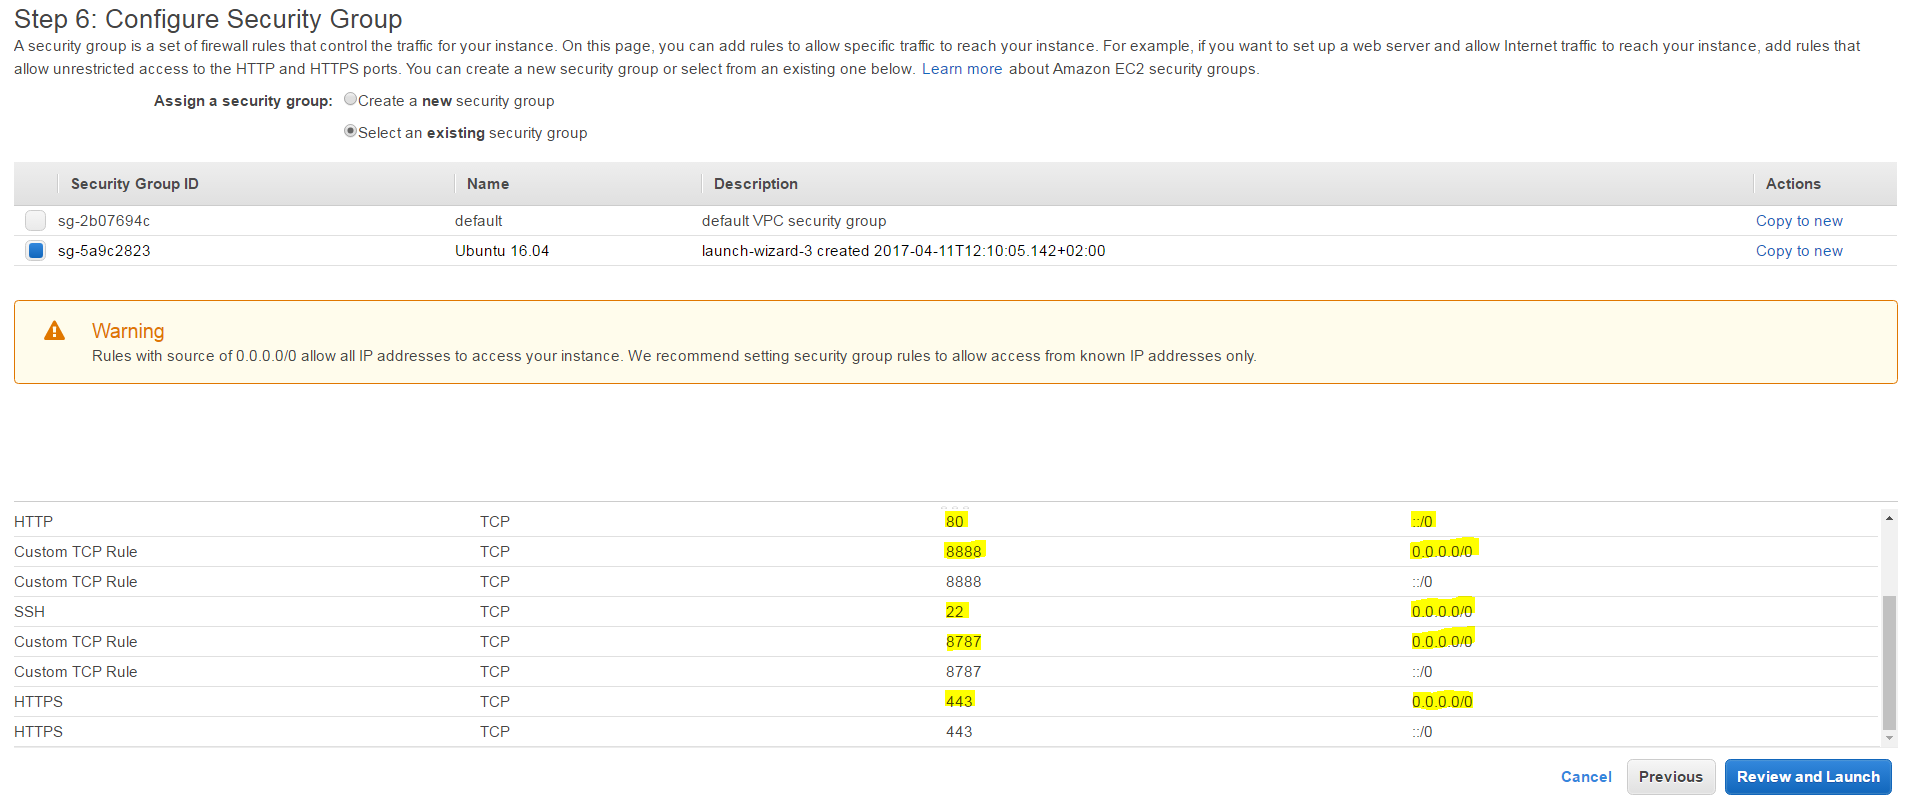 Step 6: Configure Security Group
A security group is a set of firewall rules that control the traffic for your instance. On this page, you can add rules to allow specific traffic to reach your instance. For example, if you want to set up a web server and allow Internet traffic to reach your instance, add rules that
allow unrestricted access to the HTTP and HTTPS ports. You can create a new security group or select from an existing one below. Learn more about Amazon EC2 security groups.
Assign a security group: Create a new security group
Select an existing security group
Security Group ID Name Description Actions
sg-2b07694c default default VPC security group Copy to new
sg-5a9c2823 Ubuntu 16.04 launch-wizard-3 created 2017-04-11T12:10:05.142+02:00 Copy to new
Warning
Rules with source of 0.0.0.0/0 allow all IP addresses to access your instance. We recommend setting security group rules to allow access from known IP addresses only.
HTTP TCP 80 ::/0
Custom TCP Rule TCP 8888 0.0.0.0/0
Custom TCP Rule TCP 8888 ::/0
SSH TCP 22 0.0.0.0/0
Custom TCP Rule TCP 8787 0.0.0.0/0
Custom TCP Rule TCP 8787 ::/0
HTTPS TCP 443 0.0.0.0/0
HTTPS TCP 443 ::/0
Cancel Previous Review and Launch